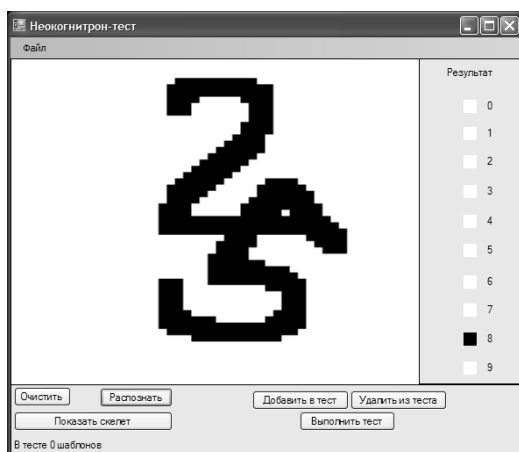 Неокогнитрон-тест
Файл
Результат
0
1
2
3
4
5
6
7
8
9
Очистить
Распознать
Добавить в тест
Удалить из теста
Показать скелет
Выполнить тест
В тесте 0 шаблонов